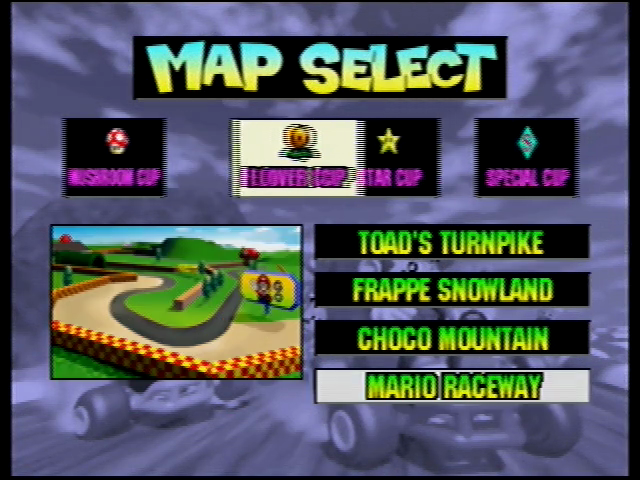 MAP SELECT
MUSHROOM CUP
FLOWER CUP
STAR CUP
SPECIAL CUP
TOAD'S TURNPIKE
FRAPPE SNOWLAND
CHOCO MOUNTAIN
MARIO RACEWAY